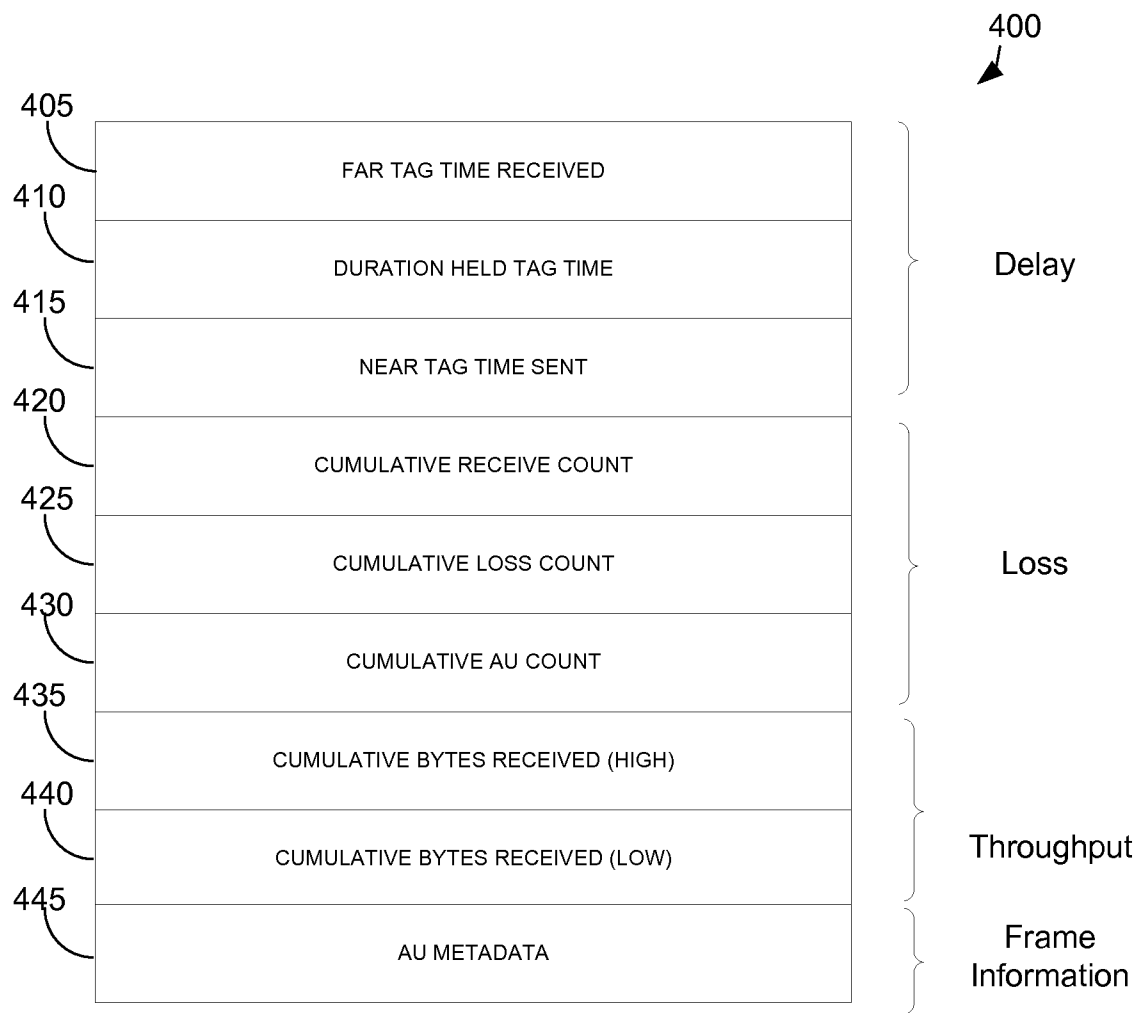 400
405
FAR TAG TIME RECEIVED
410
DURATION HELD TAG TIME
Delay
415
NEAR TAG TIME SENT
420
CUMULATIVE RECEIVE COUNT
425
CUMULATIVE LOSS COUNT
Loss
430
CUMULATIVE AU COUNT
435
CUMULATIVE BYTES RECEIVED (HIGH)
440
CUMULATIVE BYTES RECEIVED (LOW)
Throughput
445
AU METADATA
Frame
Information